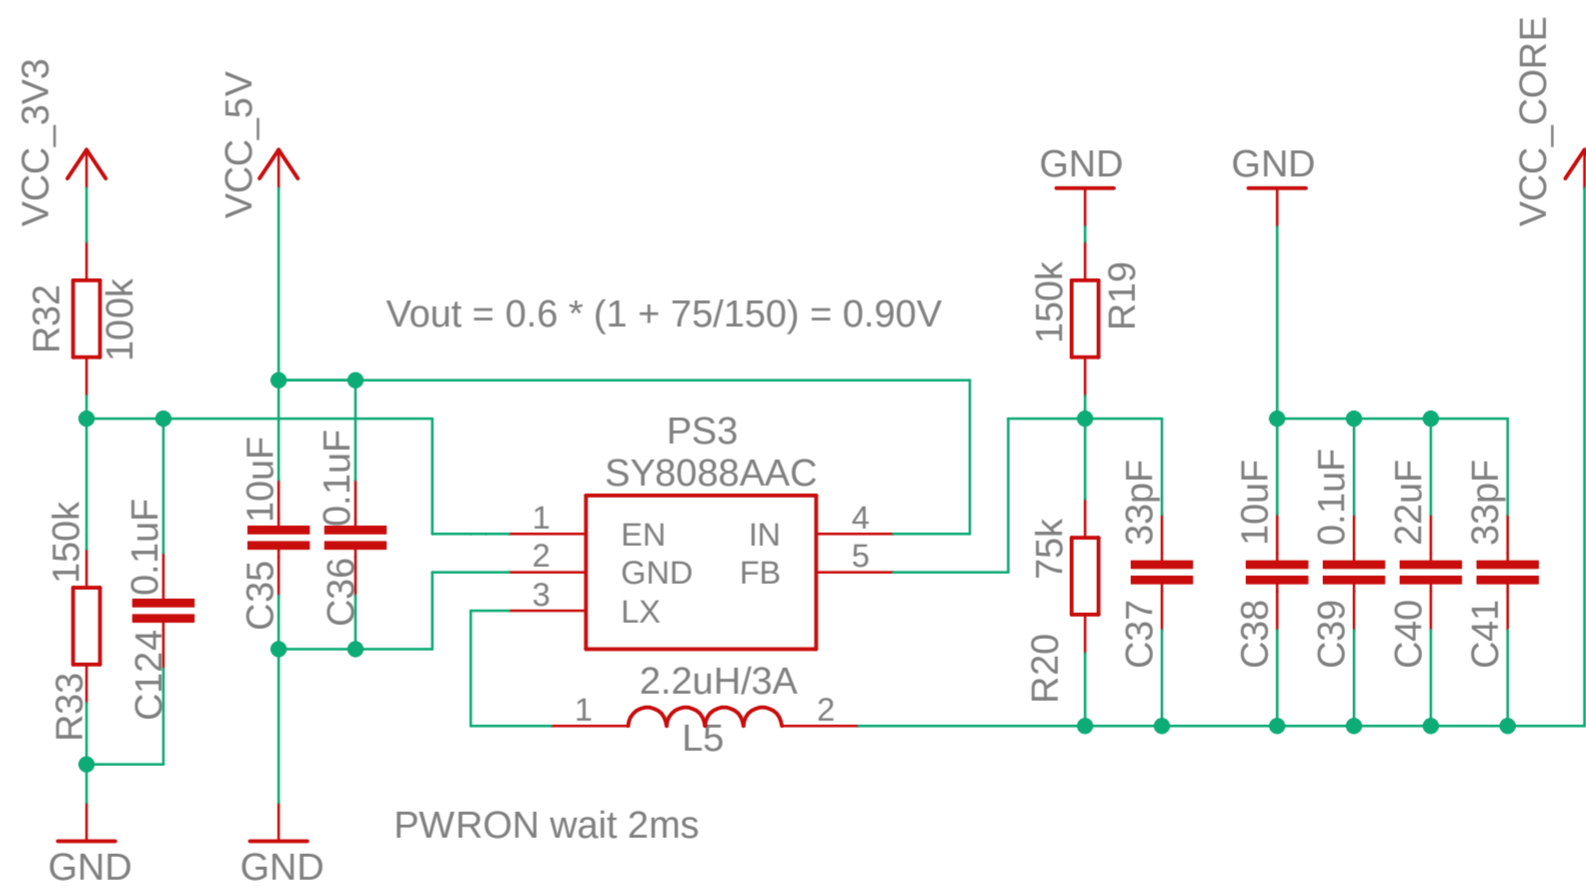 VCC_3V3
VCC_5V
VCC_CORE
GND
GND
R32
100k
Vout = 0.6 * (1 + 75/150) = 0.90V
150k
R19
PS3
SY8088AAC
150k
R33
0.1uF
C124
10uF
C35
0.1uF
C36
1
EN
IN
4
2
GND
FB
5
3
LX
75k
R20
33pF
C37
10uF
C38
0.1uF
C39
22uF
C40
33pF
C41
2.2uH/3A
1
2
L5
PWRON wait 2ms
GND
GND